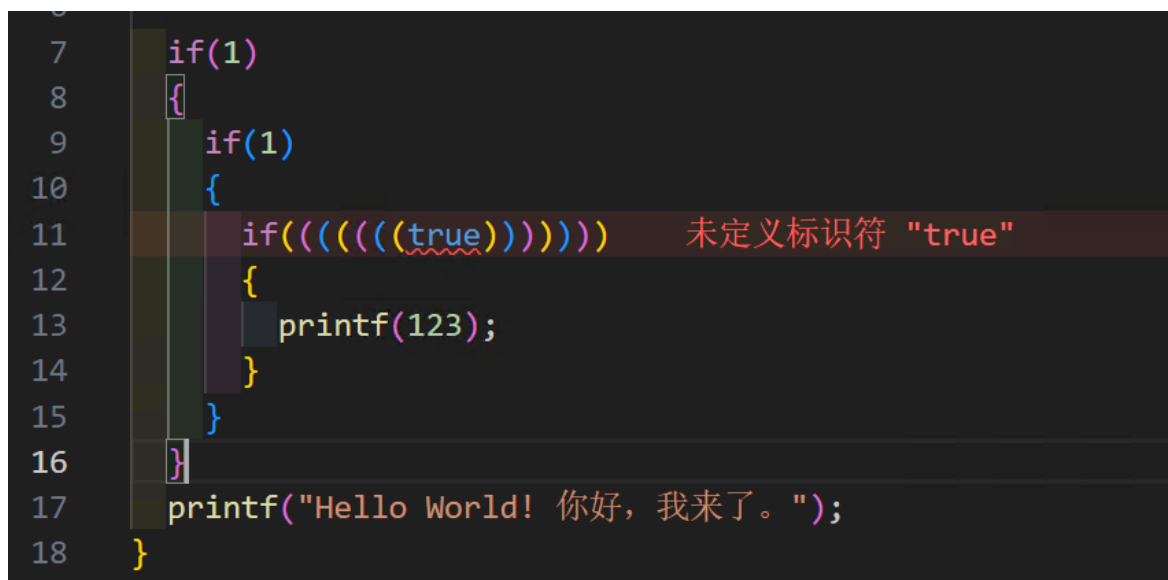 7 if(1)
8 {
9 if(1)
10 {
11 if(((((((true))))))) 未定义标识符 "true"
12 {
13 printf(123);
14 }
15 }
16 }
17 printf("Hello World! 你好，我来了。");
18 }